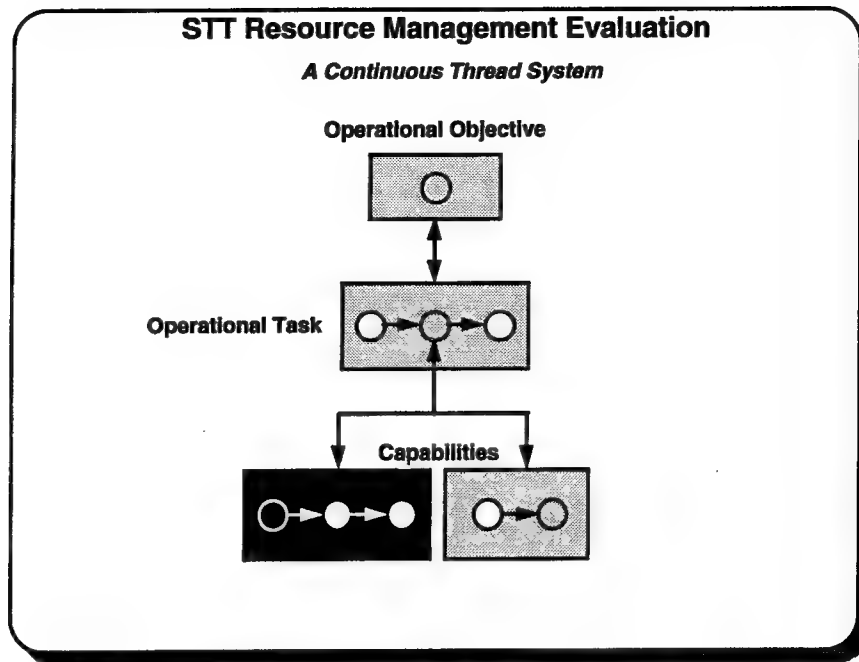 STT Resource Management Evaluation
A Continuous Thread System
Operational Objective
Operational Task
Capabilities